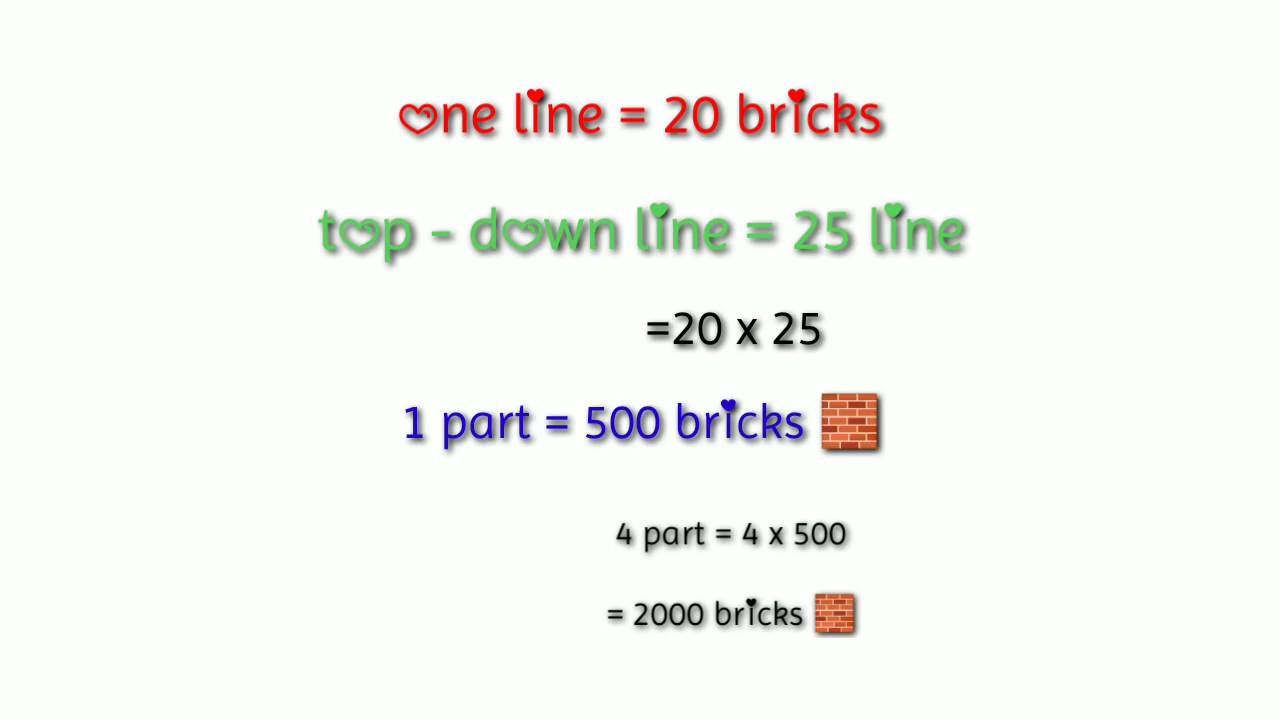 one line = 20 bricks
top - down line = 25 line
=20 x 25
1 part = 500 bricks 🧱
4 part = 4 x 500
= 2000 bricks 🧱